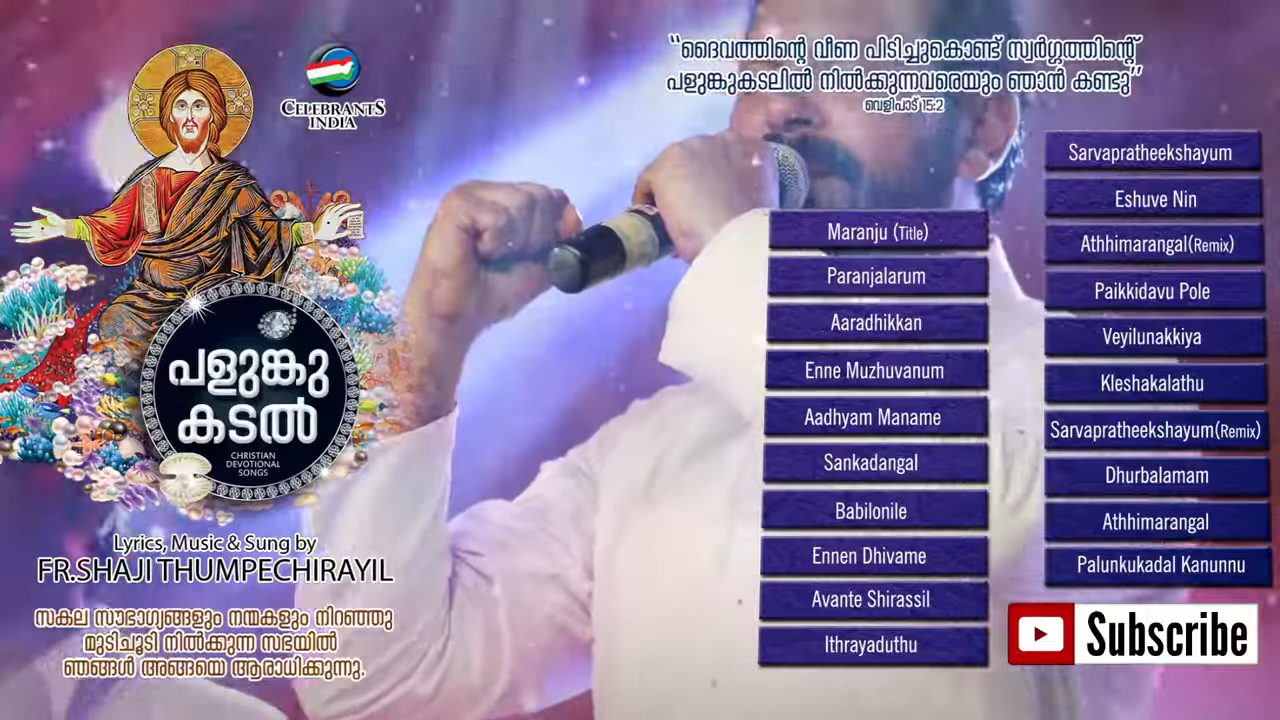 CELEBRANTS
INDIA
"ദൈവത്തിന്റെ വീണ പിടിച്ചുകൊണ്ട് സ്വർഗ്ഗത്തിന്റെ
പളുങ്കുകടലിൽ നിൽക്കുന്നവരെയും ഞാൻ കണ്ടു"
വെളിപാട് 15:2
പളുങ്കു
കടൽ
CHRISTIAN
DEVOTIONAL
SONGS
Lyrics, Music & Sung by
FR.SHAJI THUMPECHIRAYIL
സകല സൗഭാഗ്യങ്ങളും നന്മകളും നിറഞ്ഞു
മുടിചൂടി നിൽക്കുന്ന സഭയിൽ
ഞങ്ങൾ അങ്ങയെ ആരാധിക്കുന്നു.
Maranju (Title)
Paranjalarum
Aaradhikkan
Enne Muzhuvanum
Aadhyam Maname
Sankadangal
Babilonile
Ennen Dhivame
Avante Shirassil
Ithrayaduthu
Sarvapratheekshayum
Eshuve Nin
Athhimarangal(Remix)
Paikkidavu Pole
Veyilunakkiya
Kleshakalathu
Sarvapratheekshayum(Remix)
Dhurbalamam
Athhimarangal
Palunkukadal Kanunnu
Subscribe